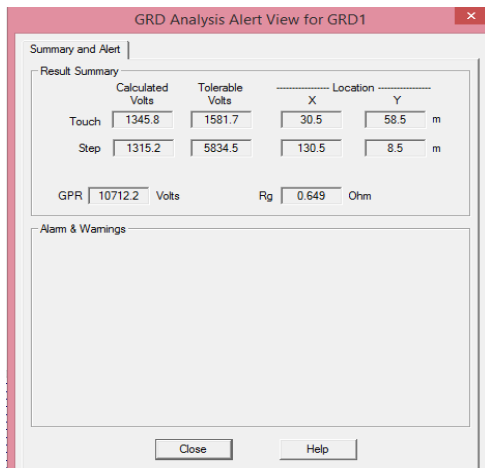 GRD Analysis Alert View for GRD1
Summary and Alert
Result Summary
Calculated Volts Tolerable Volts ----------------- Location -----------------
X Y
Touch 1345.8 1581.7 30.5 58.5 m
Step 1315.2 5834.5 130.5 8.5 m
GPR 10712.2 Volts Rg 0.649 Ohm
Alarm & Warnings
Close Help